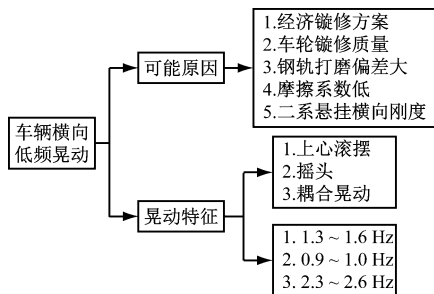 车辆横向
低频晃动
可能原因
1.经济镟修方案
2.车轮镟修质量
3.钢轨打磨偏差大
4.摩擦系数低
5.二系悬挂横向刚度
晃动特征
1.上心滚摆
2.摇头
3.耦合晃动
1. 1.3 ~ 1.6 Hz
2. 0.9 ~ 1.0 Hz
3. 2.3 ~ 2.6 Hz